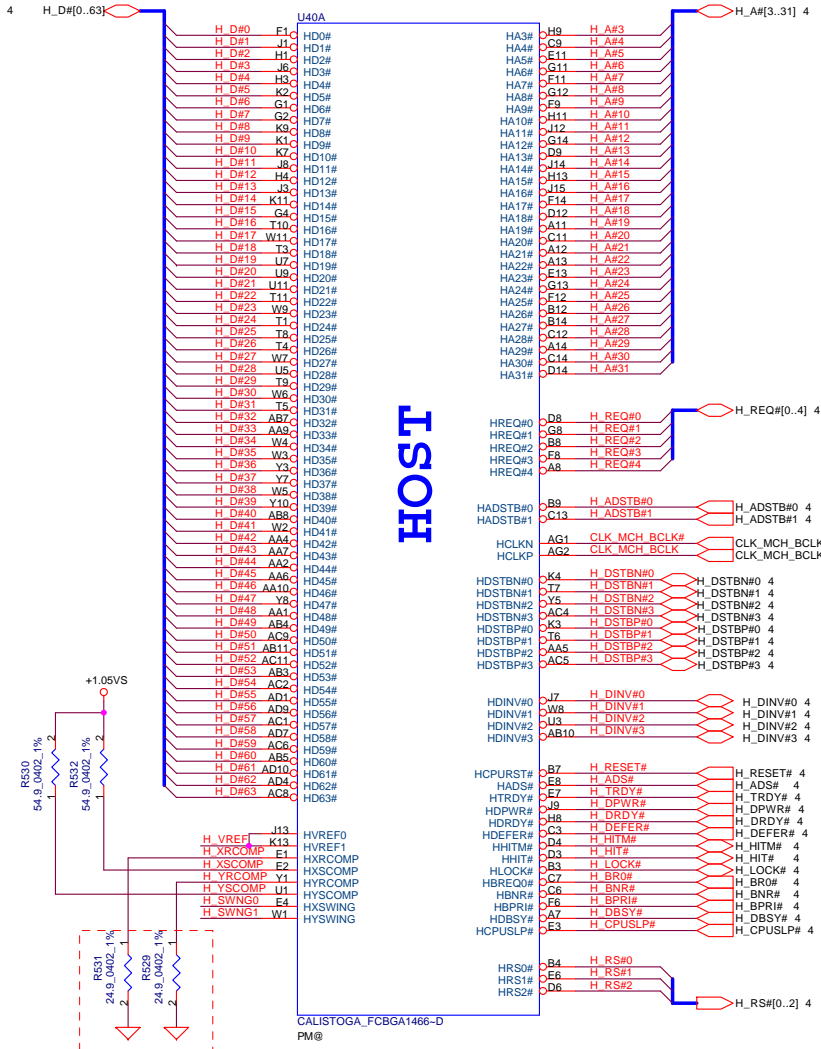 4 H_D#[0..63]
U40A
H_A#[3..31] 4
H_D#0 F1 HD0#
H_D#1 J1 HD1#
H_D#2 H1 HD2#
H_D#3 J6 HD3#
H_D#4 H3 HD4#
H_D#5 K2 HD5#
H_D#6 G1 HD6#
H_D#7 G2 HD7#
H_D#8 K9 HD8#
H_D#9 K1 HD9#
H_D#10 K7 HD10#
H_D#11 J8 HD11#
H_D#12 H4 HD12#
H_D#13 J3 HD13#
H_D#14 K11 HD14#
H_D#15 G4 HD15#
H_D#16 T10 HD16#
H_D#17 W11 HD17#
H_D#18 T3 HD18#
H_D#19 U7 HD19#
H_D#20 U9 HD20#
H_D#21 U11 HD21#
H_D#22 T11 HD22#
H_D#23 W9 HD23#
H_D#24 T1 HD24#
H_D#25 T8 HD25#
H_D#26 T4 HD26#
H_D#27 W7 HD27#
H_D#28 U5 HD28#
H_D#29 T9 HD29#
H_D#30 W6 HD30#
H_D#31 T5 HD31#
H_D#32 AB7 HD32#
H_D#33 AA9 HD33#
H_D#34 W4 HD34#
H_D#35 W3 HD35#
H_D#36 Y3 HD36#
H_D#37 Y7 HD37#
H_D#38 W5 HD38#
H_D#39 Y10 HD39#
H_D#40 AB8 HD40#
H_D#41 W2 HD41#
H_D#42 AA4 HD42#
H_D#43 AA7 HD43#
H_D#44 AA2 HD44#
H_D#45 AA6 HD45#
H_D#46 AA10 HD46#
H_D#47 Y8 HD47#
H_D#48 AA1 HD48#
H_D#49 AB4 HD49#
H_D#50 AC9 HD50#
H_D#51 AB11 HD51#
H_D#52 AC11 HD52#
H_D#53 AB3 HD53#
H_D#54 AC2 HD54#
H_D#55 AD1 HD55#
H_D#56 AD9 HD56#
H_D#57 AC1 HD57#
H_D#58 AD7 HD58#
H_D#59 AC6 HD59#
H_D#60 AB5 HD60#
H_D#61 AD10 HD61#
H_D#62 AD4 HD62#
H_D#63 AC8 HD63#
H_VREF J13 HVREF0
K13 HVREF1
H_XRCOMP E1 HXRCOMP
H_XSCOMP E2 HXSCOMP
H_YRCOMP Y1 HYRCOMP
H_YSCOMP U1 HYSCOMP
H_SWNG0 E4 HXSWING
H_SWNG1 W1 HYSWING
+1.05VS
R530 54.9_0402_1% 1 2
R532 54.9_0402_1% 1 2
R531 24.9_0402_1% 1 2
R529 24.9_0402_1% 1 2
HOST
HA3# H9 H_A#3
HA4# C9 H_A#4
HA5# E11 H_A#5
HA6# G11 H_A#6
HA7# F11 H_A#7
HA8# G12 H_A#8
HA9# F9 H_A#9
HA10# H11 H_A#10
HA11# J12 H_A#11
HA12# G14 H_A#12
HA13# D9 H_A#13
HA14# J14 H_A#14
HA15# H13 H_A#15
HA16# J15 H_A#16
HA17# F14 H_A#17
HA18# D12 H_A#18
HA19# A11 H_A#19
HA20# C11 H_A#20
HA21# A12 H_A#21
HA22# A13 H_A#22
HA23# E13 H_A#23
HA24# G13 H_A#24
HA25# F12 H_A#25
HA26# B12 H_A#26
HA27# B14 H_A#27
HA28# C12 H_A#28
HA29# A14 H_A#29
HA30# C14 H_A#30
HA31# D14 H_A#31
HREQ#0 D8 H_REQ#0 H_REQ#[0..4] 4
HREQ#1 G8 H_REQ#1
HREQ#2 B8 H_REQ#2
HREQ#3 F8 H_REQ#3
HREQ#4 A8 H_REQ#4
HADSTB#0 B9 H_ADSTB#0 H_ADSTB#0 4
HADSTB#1 C13 H_ADSTB#1 H_ADSTB#1 4
HCLKN AG1 CLK_MCH_BCLK# CLK_MCH_BCLK
HCLKP AG2 CLK_MCH_BCLK CLK_MCH_BCLK
HDSTBN#0 K4 H_DSTBN#0 H_DSTBN#0 4
HDSTBN#1 T7 H_DSTBN#1 H_DSTBN#1 4
HDSTBN#2 Y5 H_DSTBN#2 H_DSTBN#2 4
HDSTBN#3 AC4 H_DSTBN#3 H_DSTBN#3 4
HDSTBP#0 K3 H_DSTBP#0 H_DSTBP#0 4
HDSTBP#1 T6 H_DSTBP#1 H_DSTBP#1 4
HDSTBP#2 AA5 H_DSTBP#2 H_DSTBP#2 4
HDSTBP#3 AC5 H_DSTBP#3 H_DSTBP#3 4
HDINV#0 J7 H_DINV#0 H_DINV#0 4
HDINV#1 W8 H_DINV#1 H_DINV#1 4
HDINV#2 U3 H_DINV#2 H_DINV#2 4
HDINV#3 AB10 H_DINV#3 H_DINV#3 4
HCPURST# B7 H_RESET# H_RESET# 4
HADS# E8 H_ADS# H_ADS# 4
HTRDY# E7 H_TRDY# H_TRDY# 4
HDPWR# J9 H_DPWR# H_DPWR# 4
HDRDY# H8 H_DRDY# H_DRDY# 4
HDEFER# C3 H_DEFER# H_DEFER# 4
HHITM# D4 H_HITM# H_HITM# 4
HHIT# D3 H_HIT# H_HIT# 4
HLOCK# B3 H_LOCK# H_LOCK# 4
HBREQ0# C7 H_BR0# H_BR0# 4
HBNR# C6 H_BNR# H_BNR# 4
HBPRI# F6 H_BPRI# H_BPRI# 4
HDBSY# A7 H_DBSY# H_DBSY# 4
HCPUSLP# E3 H_CPUSLP# H_CPUSLP# 4
HRS0# B4 H_RS#0
HRS1# E6 H_RS#1
HRS2# D6 H_RS#2
H_RS#[0..2] 4
CALISTOGA_FCBGA1466~D
PM@